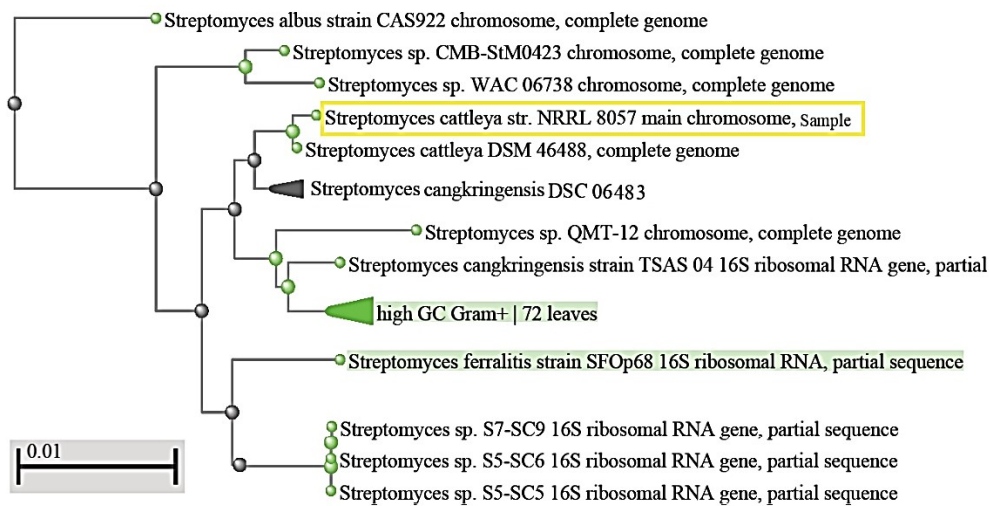 Streptomyces albus strain CAS922 chromosome, complete genome
Streptomyces sp. CMB-StM0423 chromosome, complete genome
Streptomyces sp. WAC 06738 chromosome, complete genome
Streptomyces cattleya str. NRRL 8057 main chromosome, Sample
Streptomyces cattleya DSM 46488, complete genome
Streptomyces cangkringensis DSC 06483
Streptomyces sp. QMT-12 chromosome, complete genome
Streptomyces cangkringensis strain TSAS 04 16S ribosomal RNA gene, partial
high GC Gram+ | 72 leaves
Streptomyces ferralitis strain SFOp68 16S ribosomal RNA, partial sequence
Streptomyces sp. S7-SC9 16S ribosomal RNA gene, partial sequence
0.01
Streptomyces sp. S5-SC6 16S ribosomal RNA gene, partial sequence
Streptomyces sp. S5-SC5 16S ribosomal RNA gene, partial sequence